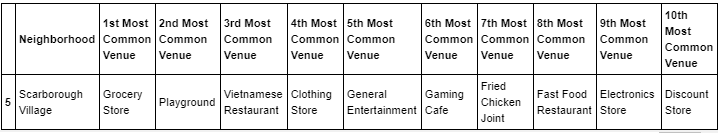 Neighborhood
1st Most
Common
Venue
2nd Most
Common
Venue
3rd Most
Common
Venue
4th Most
Common
Venue
5th Most
Common
Venue
6th Most
Common
Venue
7th Most
Common
Venue
8th Most
Common
Venue
9th Most
Common
Venue
10th
Most
Common
Venue
5
Scarborough
Village
Grocery
Store
Playground
Vietnamese
Restaurant
Clothing
Store
General
Entertainment
Gaming
Cafe
Fried
Chicken
Joint
Fast Food
Restaurant
Electronics
Store
Discount
Store